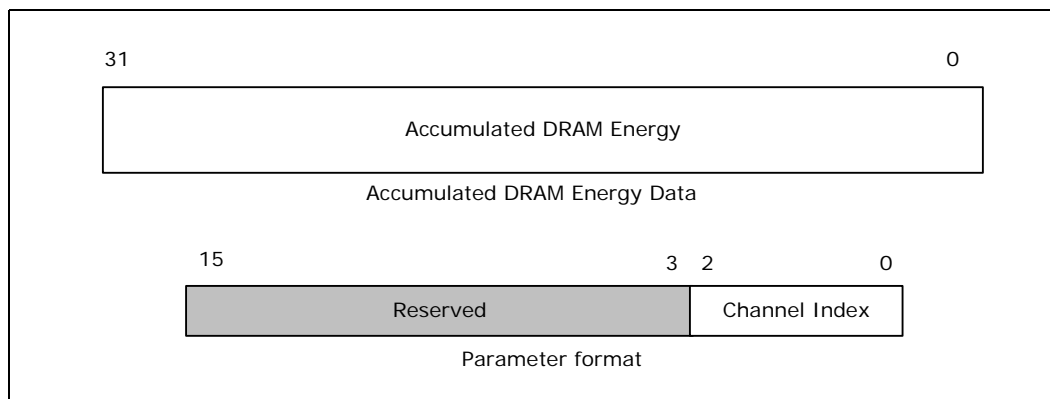 31 0
Accumulated DRAM Energy
Accumulated DRAM Energy Data
15 3 2 0
Reserved Channel Index
Parameter format